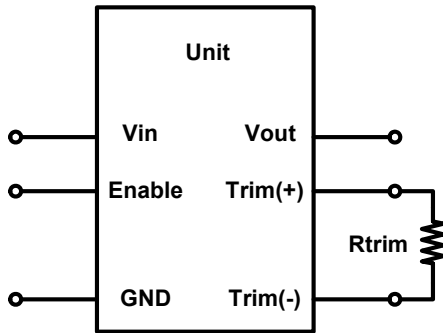 Unit
Vin Vout
Enable Trim(+)
Rtrim
GND Trim(-)